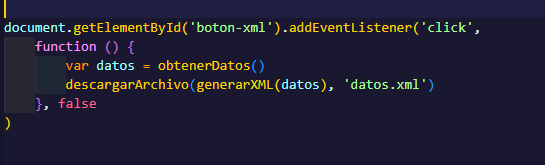 document.getElementById('boton-xml').addEventListener('click',
    function () {
        var datos = obtenerDatos()
        descargarArchivo(generarXML(datos), 'datos.xml')
    }, false
)